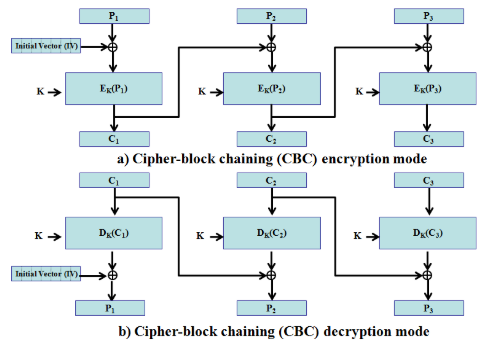 P1 P2 P3
Initial Vector (IV)
K EK(P1) K EK(P2) K EK(P3)
C1 C2 C3
a) Cipher-block chaining (CBC) encryption mode
C1 C2 C3
K DK(C1) K DK(C2) K DK(C3)
Initial Vector (IV)
P1 P2 P3
b) Cipher-block chaining (CBC) decryption mode